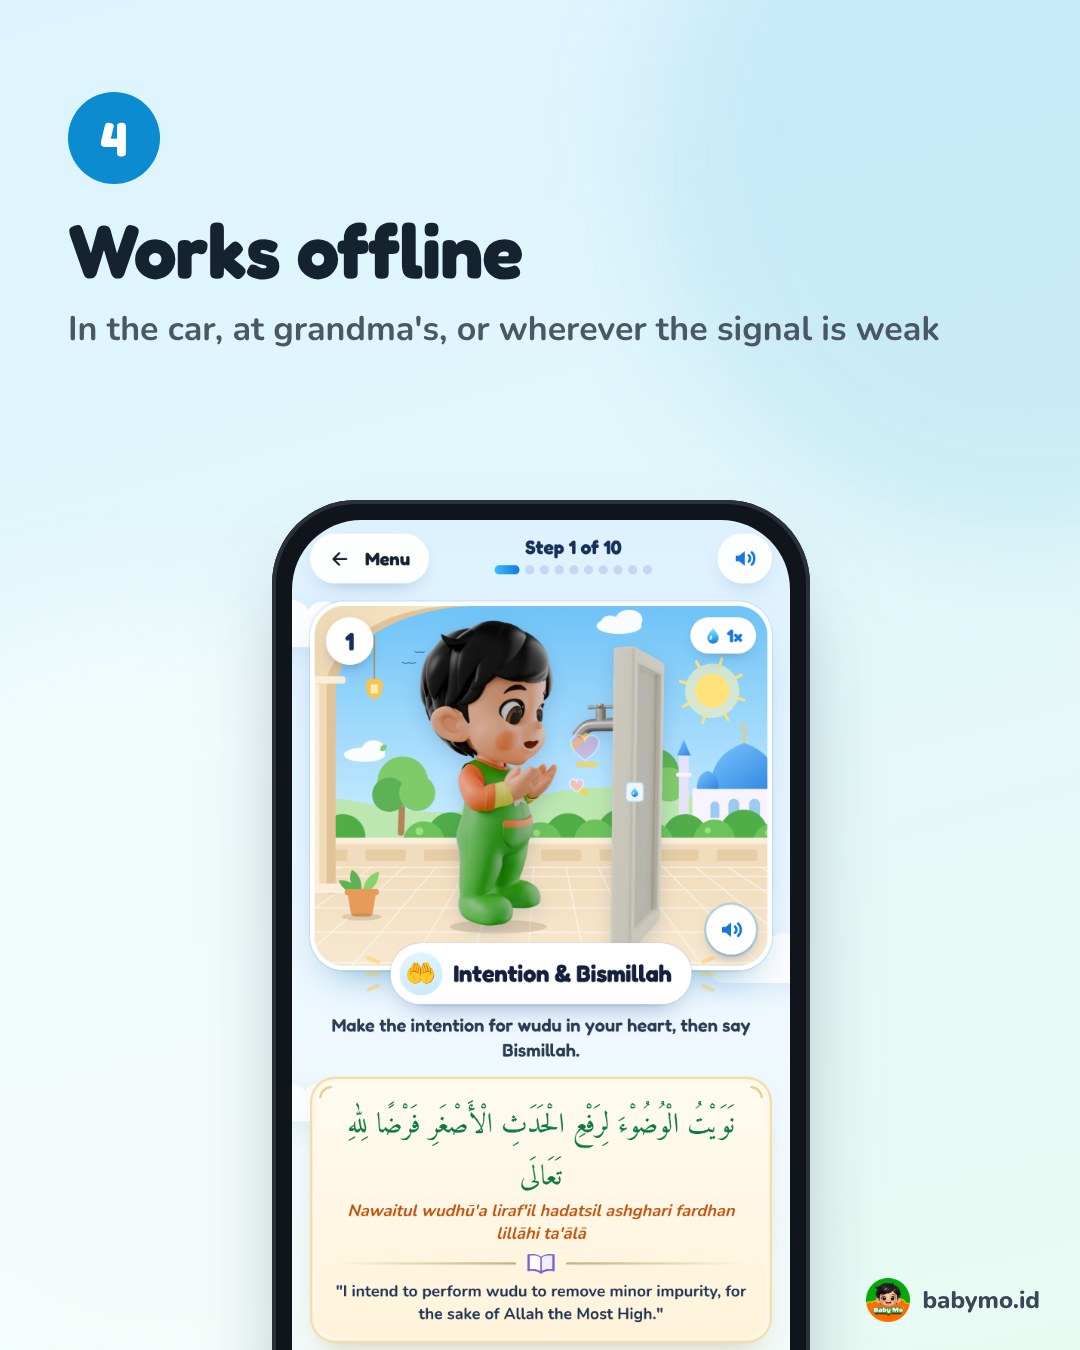 4
Works offline
In the car, at grandma's, or wherever the signal is weak
Menu
Step 1 of 10
1
1x
Intention & Bismillah
Make the intention for wudu in your heart, then say
Bismillah.
نَوَيْتُ الْوُضُوْءَ لِرَفْعِ الْحَدَثِ الْأَصْغَرِ فَرْضًا لِلّٰهِ
تَعَالَى
Nawaitul wudhū'a liraf'il hadatsil ashghari fardhan
lillāhi ta'ālā
"I intend to perform wudu to remove minor impurity, for
the sake of Allah the Most High."
Baby Mo
babymo.id